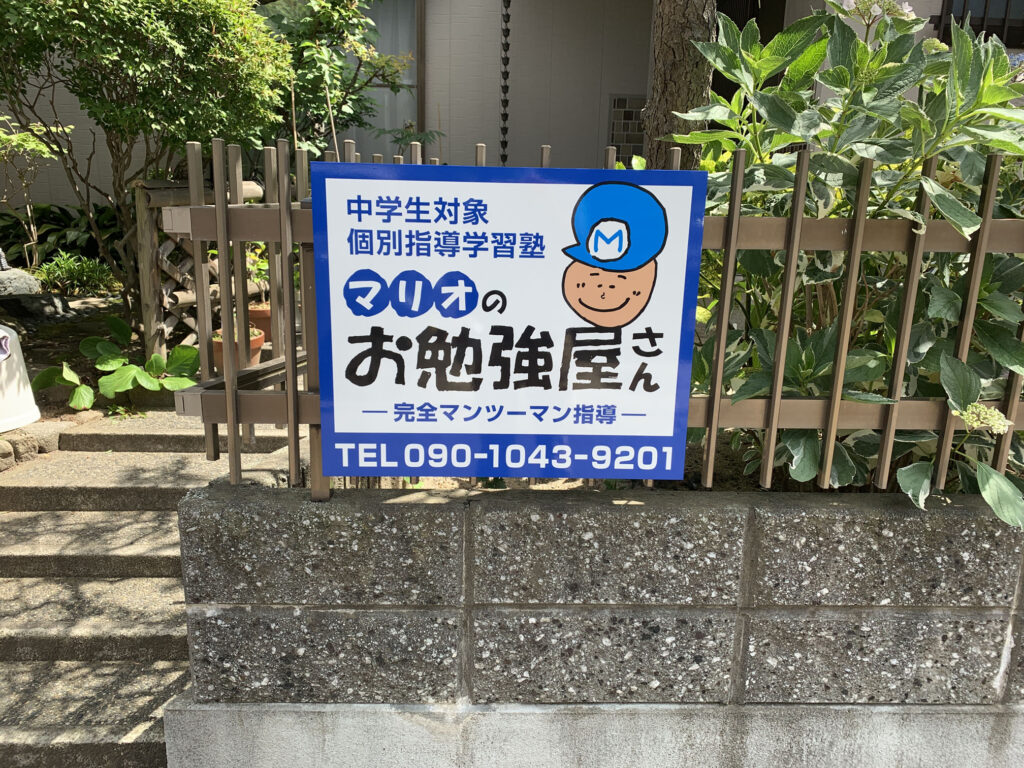 中学生対象
個別指導学習塾
マリオの
お勉強屋さん
M
─ 完全マンツーマン指導 ─
TEL 090-1043-9201